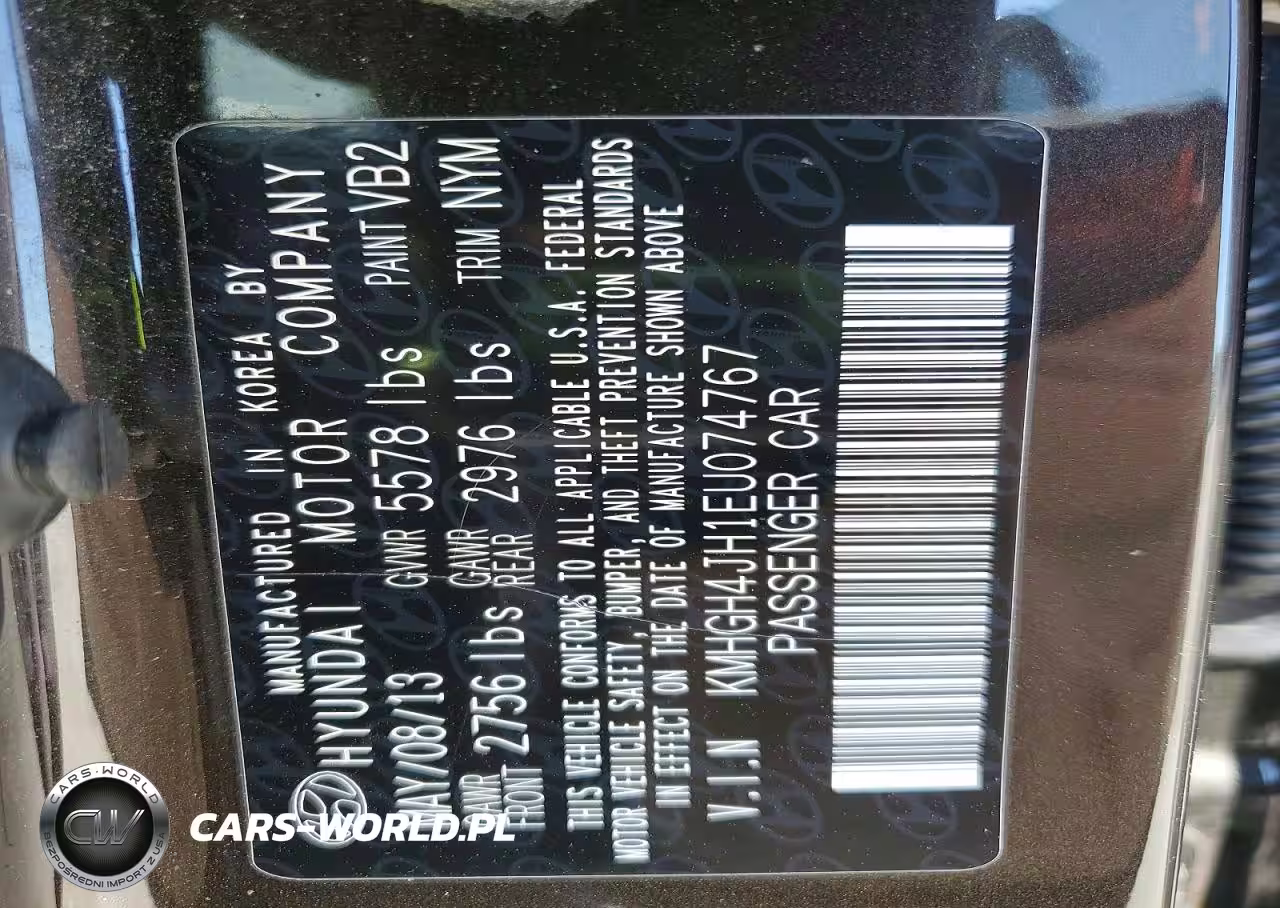 MANUFACTURED IN KOREA BY
HYUNDAI MOTOR COMPANY
MAY/08/13 GVWR 5578 lbs PAINT VB2
GAWR FRONT 2756 lbs GAWR REAR 2976 lbs TRIM NYM
THIS VEHICLE CONFORMS TO ALL APPLICABLE U.S.A. FEDERAL
MOTOR VEHICLE SAFETY, BUMPER, AND THEFT PREVENTION STANDARDS
IN EFFECT ON THE DATE OF MANUFACTURE SHOWN ABOVE
V.I.N KMHGH4JH1EU074767
PASSENGER CAR
CARS-WORLD
CW
BEZPOŚREDNI IMPORT Z USA
CARS-WORLD.PL